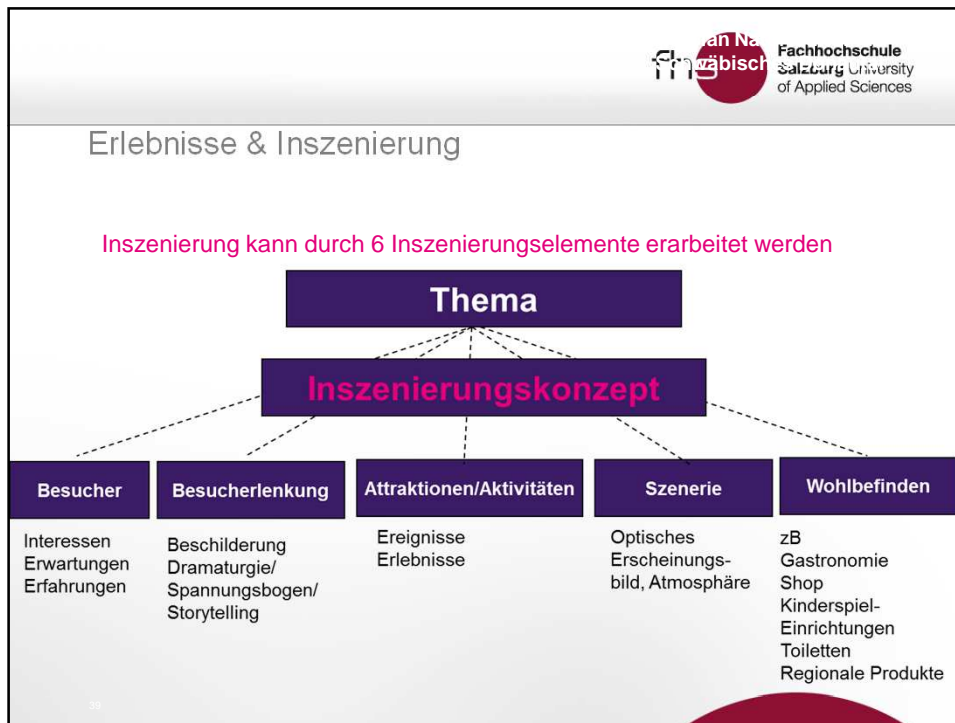 fhs
Fachhochschule
Salzburg University
of Applied Sciences
Erlebnisse & Inszenierung
Inszenierung kann durch 6 Inszenierungselemente erarbeitet werden
Thema
Inszenierungskonzept
Besucher
Interessen
Erwartungen
Erfahrungen
Besucherlenkung
Beschilderung
Dramaturgie/
Spannungsbogen/
Storytelling
Attraktionen/Aktivitäten
Ereignisse
Erlebnisse
Szenerie
Optisches
Erscheinungs-
bild, Atmosphäre
Wohlbefinden
zB
Gastronomie
Shop
Kinderspiel-
Einrichtungen
Toiletten
Regionale Produkte
39